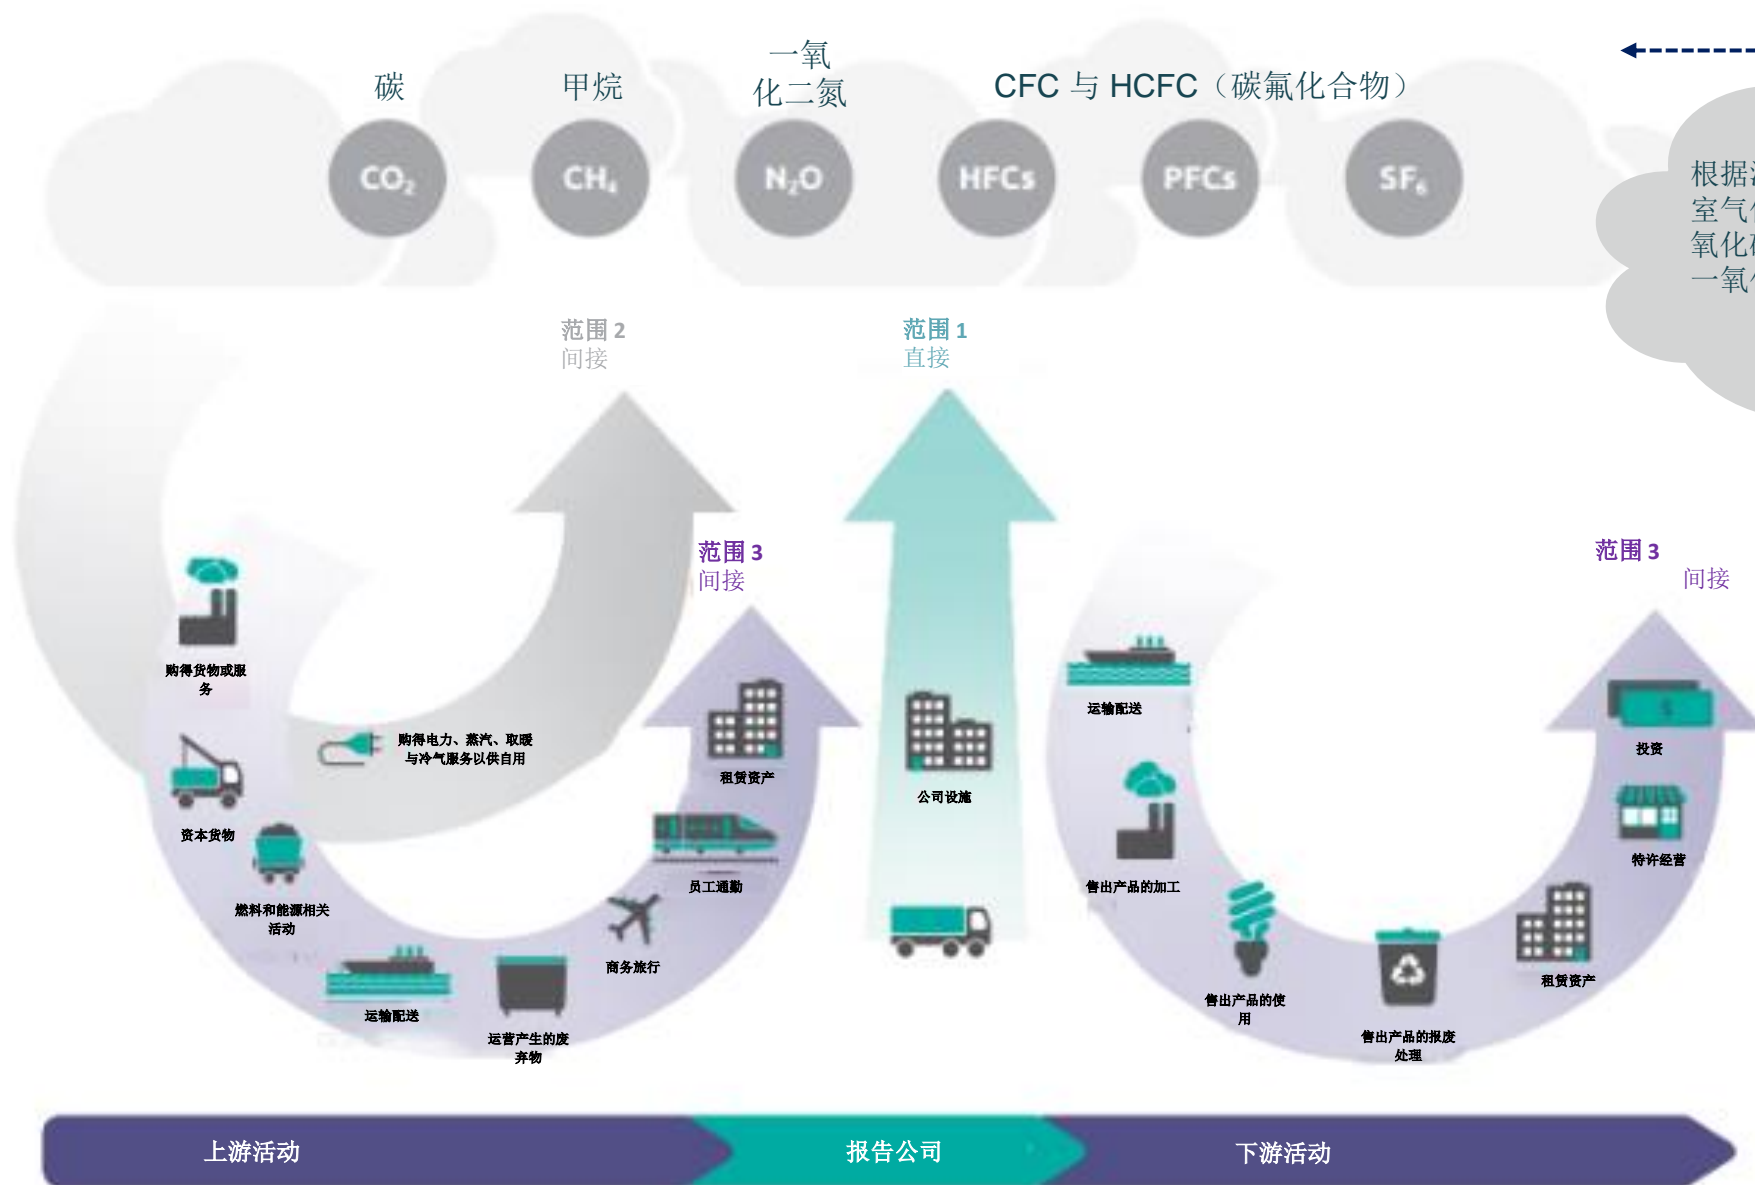 碳
甲烷
一氧
化二氮
CFC 与 HCFC（碳氟化合物）
CO₂
CH₄
N₂O
HFCs
PFCs
SF₆
根据
室气
氧化
一氧
范围 2
间接
范围 1
直接
范围 3
间接
范围 3
间接
购得货物或服
务
资本货物
燃料和能源相关
活动
购得电力、蒸汽、取暖
与冷气服务以供自用
运输配送
运营产生的废
弃物
商务旅行
员工通勤
租赁资产
公司设施
运输配送
售出产品的加工
售出产品的使
用
售出产品的报废
处理
租赁资产
特许经营
投资
$
上游活动
报告公司
下游活动